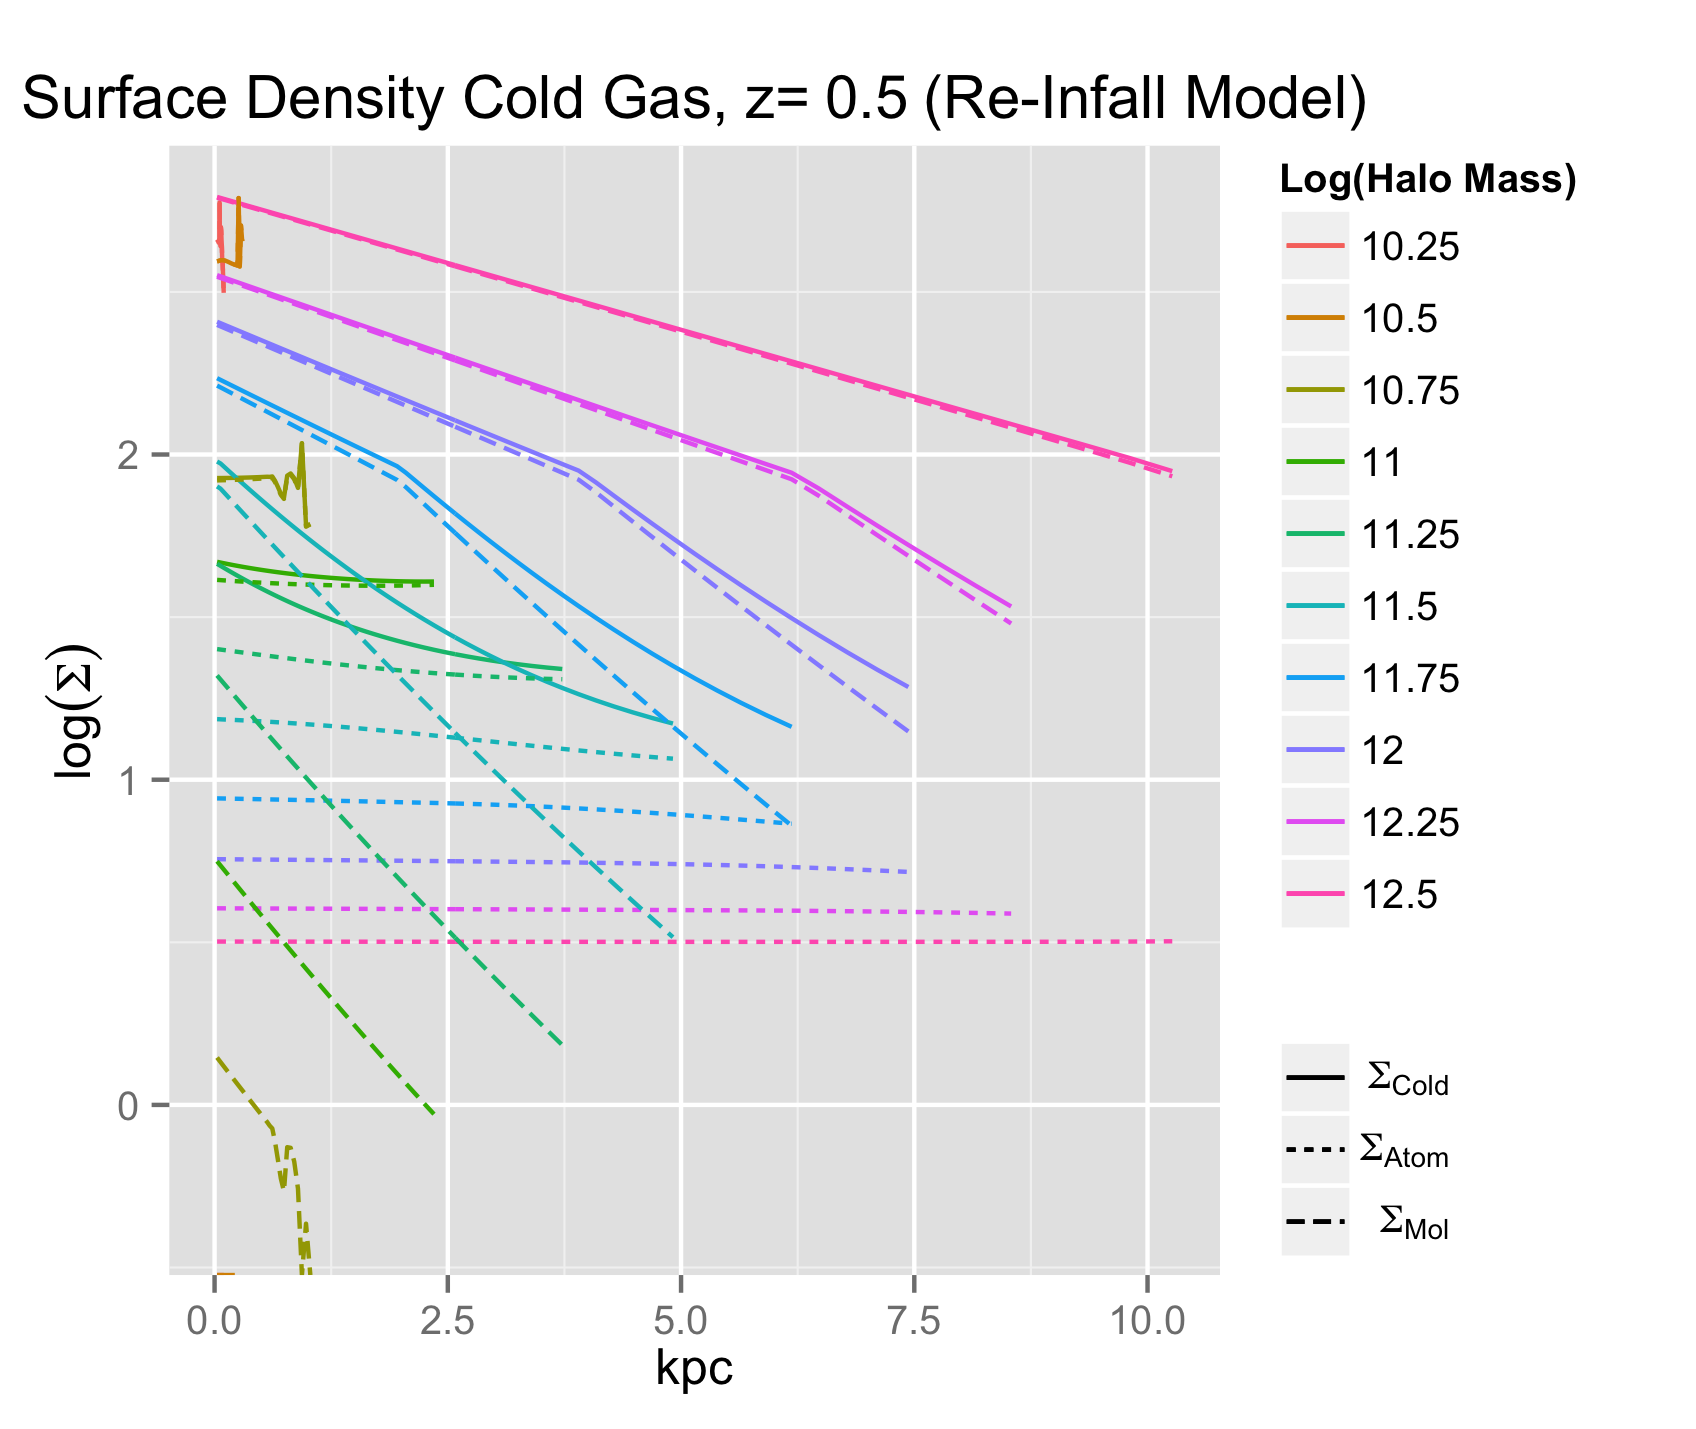 Surface Density Cold Gas, z= 0.5 (Re-Infall Model)
log(Σ)
2
1
0
0.0 2.5 5.0 7.5 10.0
kpc
Log(Halo Mass)
10.25
10.5
10.75
11
11.25
11.5
11.75
12
12.25
12.5
ΣCold
ΣAtom
ΣMol